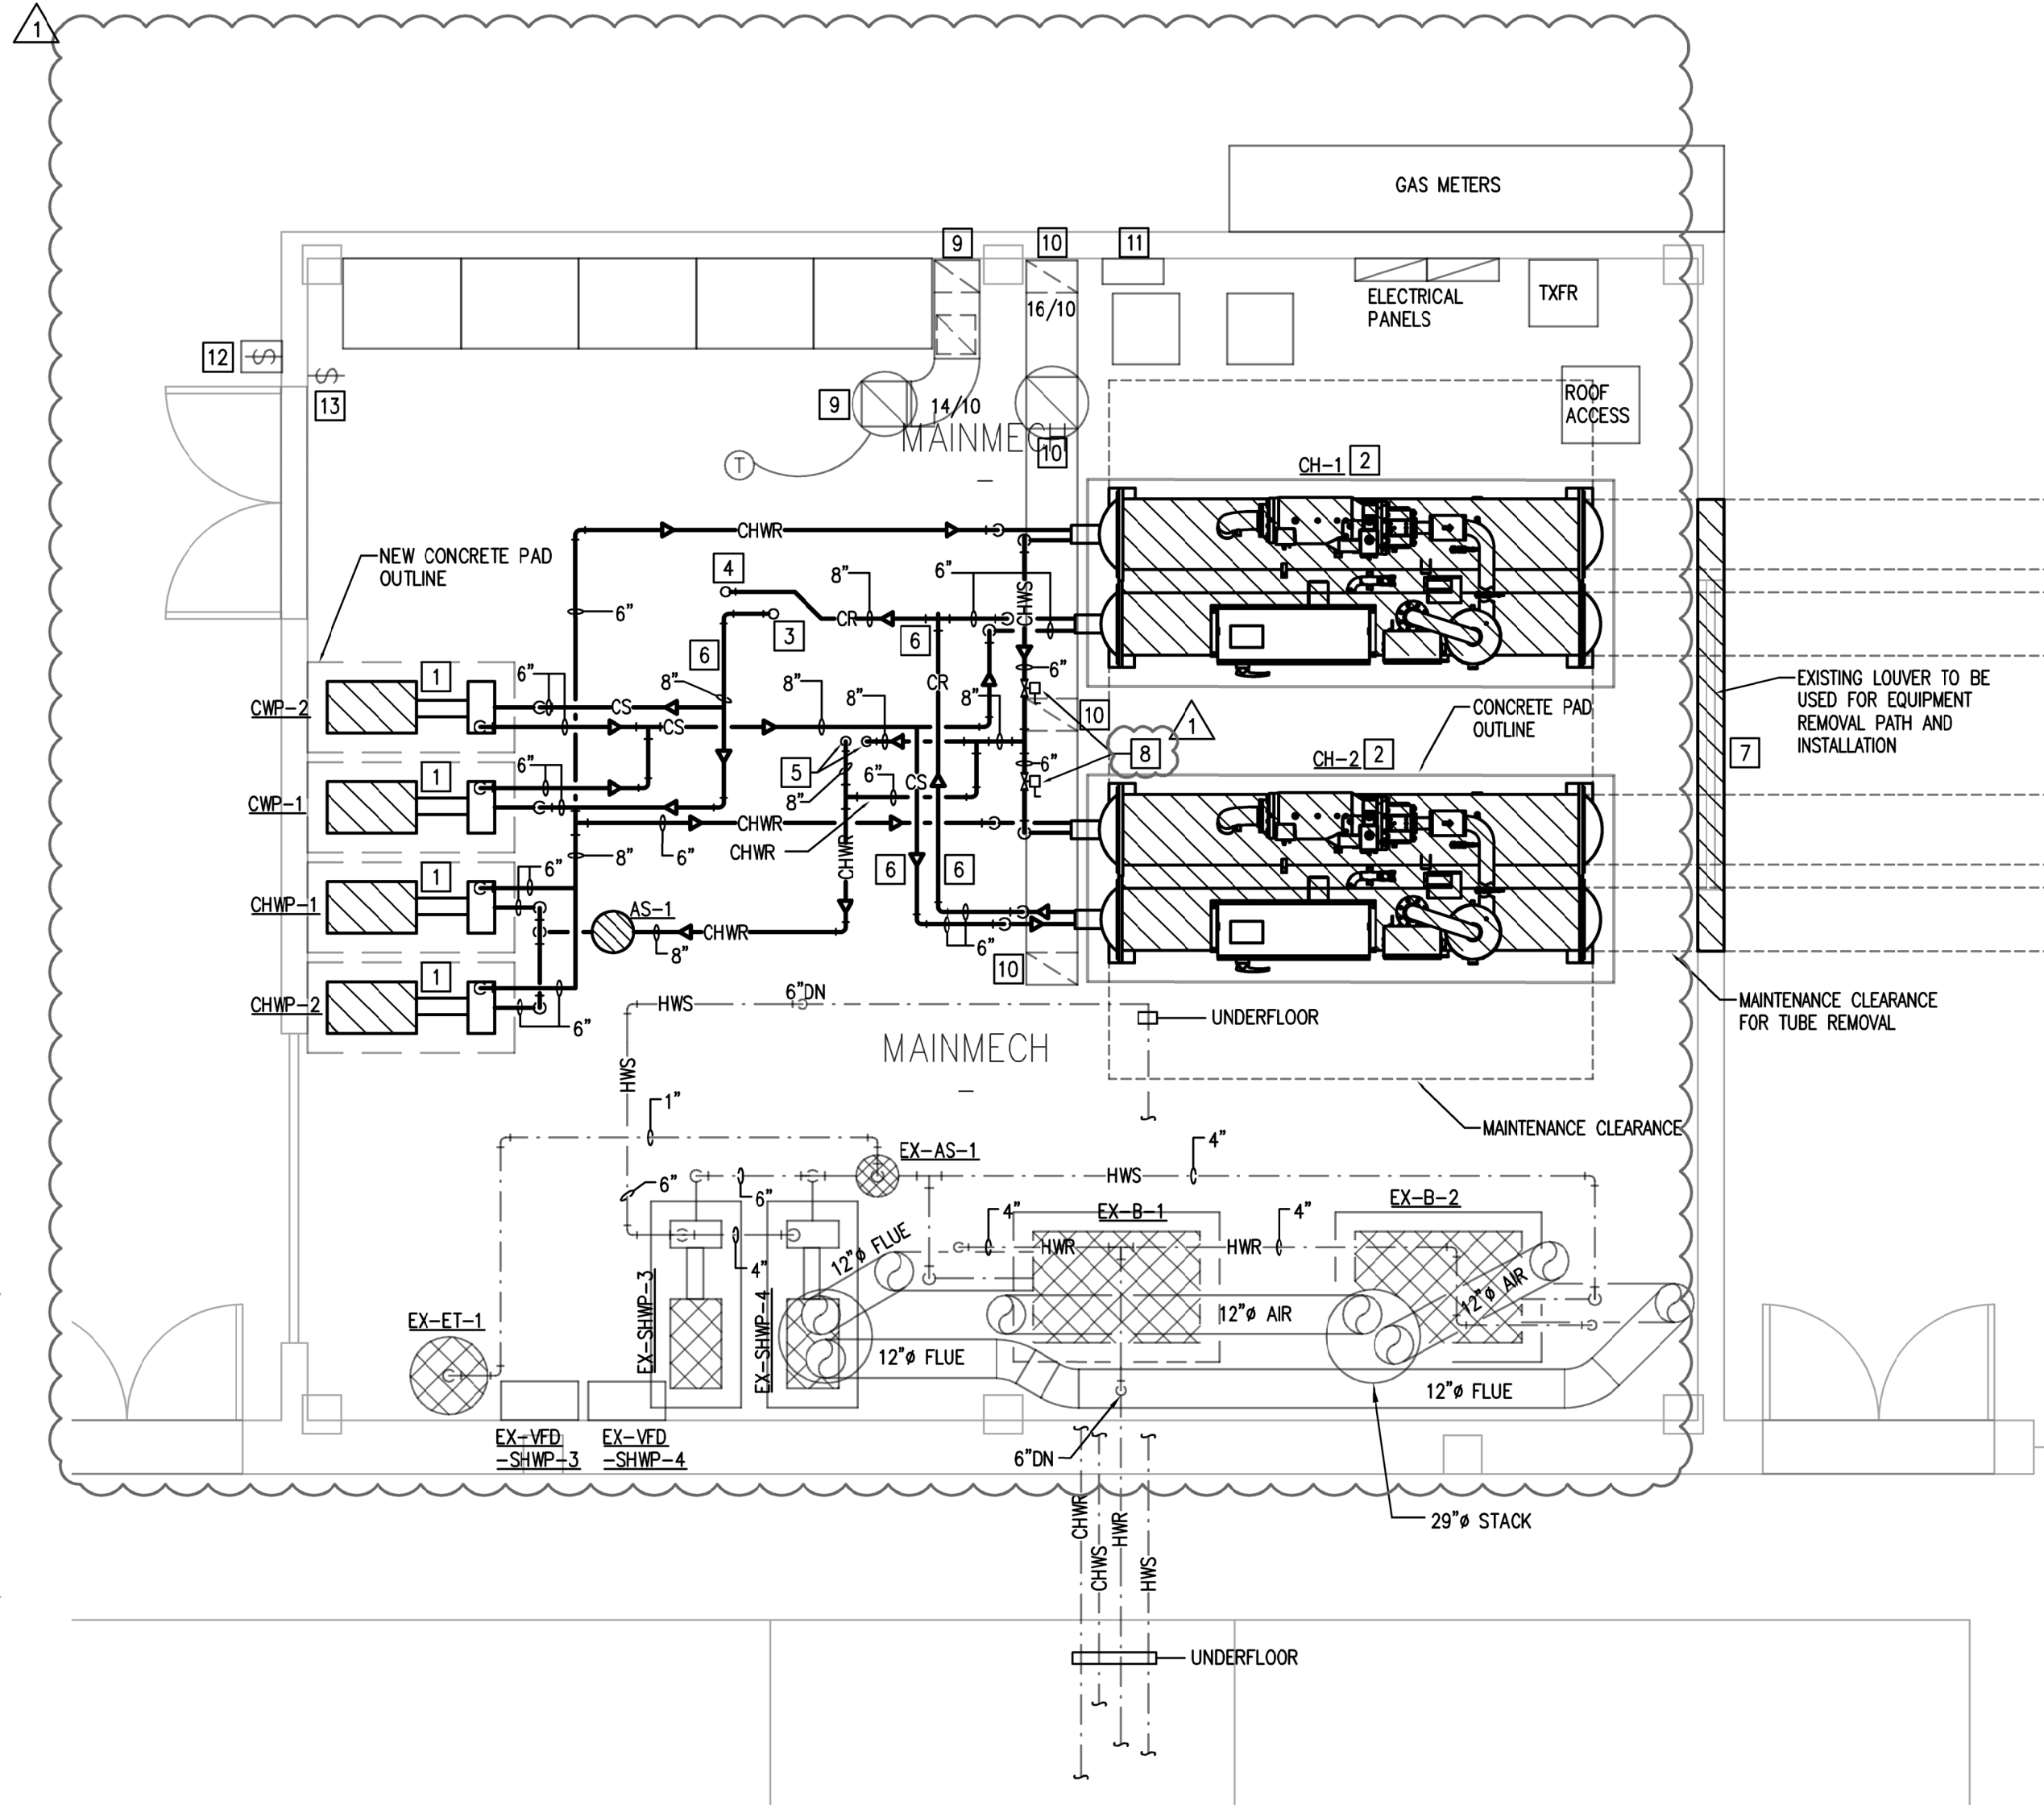 1
GAS METERS
9
10
11
16/10
ELECTRICAL
PANELS
TXFR
12
S
S
13
9
14/10
ROOF
ACCESS
MAINMECH
10
T
-
CH-1
2
CHWR
NEW CONCRETE PAD
OUTLINE
4
8"
6"
CHWS
6"
CR
3
6
6
6"
1
6"
8"
8"
8"
CR
8"
EXISTING LOUVER TO BE
USED FOR EQUIPMENT
REMOVAL PATH AND
INSTALLATION
CWP-2
CS
CS
10
1
CONCRETE PAD
OUTLINE
7
8
CH-2
2
6"
1
6"
5
6"
CS
8"
CWP-1
CHWR
CHWR
CHWR
8"
6"
1
6"
6
6
CHWP-1
AS-1
CHWR
8"
6"
10
1
CHWP-2
6"
HWS
6"DN
MAINTENANCE CLEARANCE
FOR TUBE REMOVAL
UNDERFLOOR
MAINMECH
-
HWS
1"
MAINTENANCE CLEARANCE
4"
EX-AS-1
HWS
6"
6"
EX-B-1
EX-B-2
4"
4"
12"ø FLUE
HWR
HWR
4"
EX-SHWP-3
EX-SHWP-4
12"ø AIR
12"ø AIR
EX-ET-1
12"ø FLUE
12"ø FLUE
EX-VFD
-SHWP-3
EX-VFD
-SHWP-4
6"DN
29"ø STACK
CHWR
CHWS
HWR
HWS
UNDERFLOOR